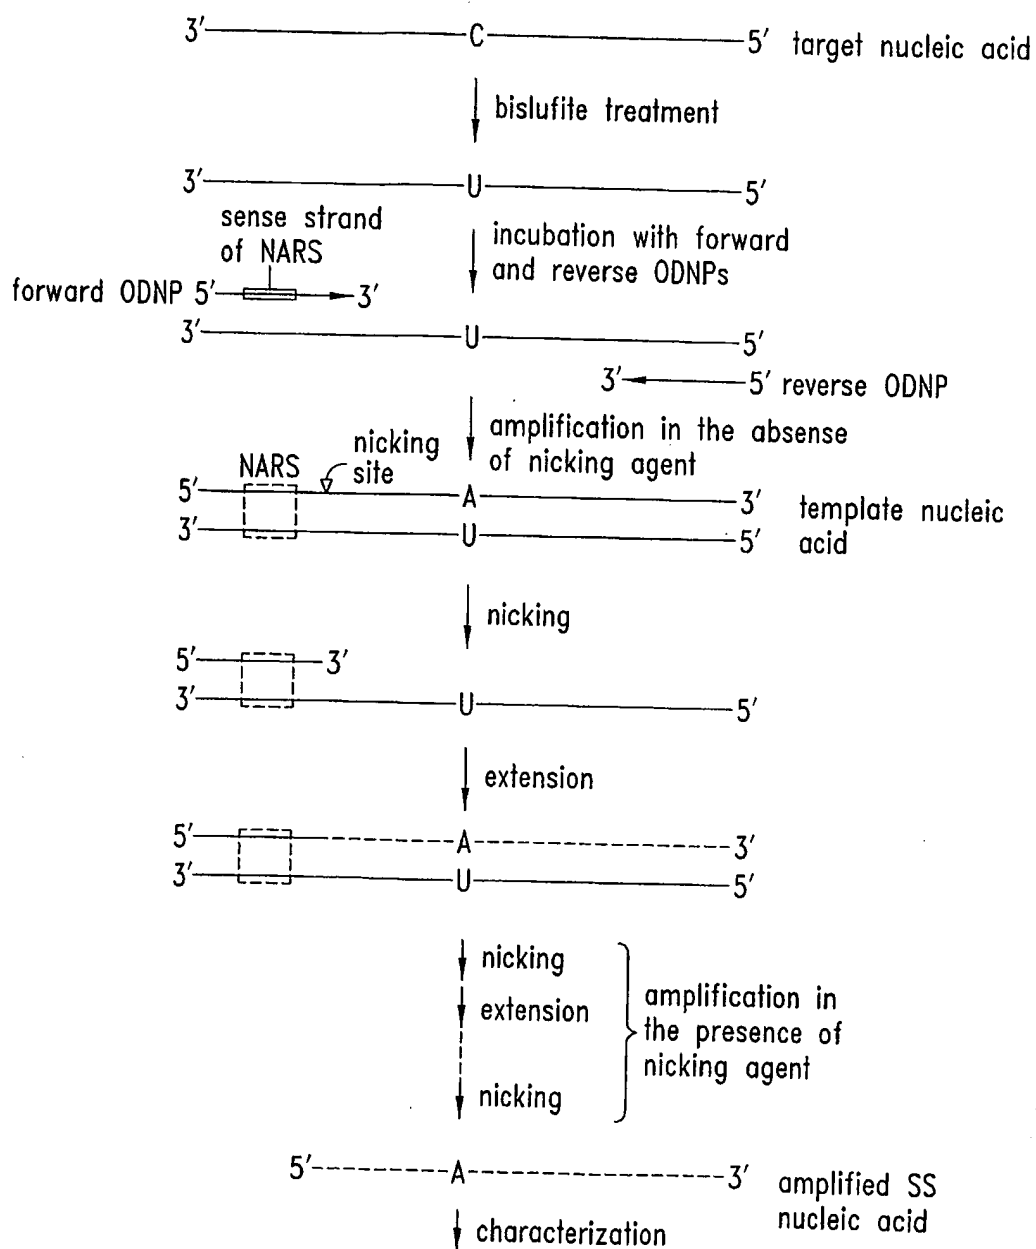 3' C 5' target nucleic acid
bislufite treatment
3' U 5'
sense strand
of NARS
incubation with forward
and reverse ODNPs
forward ODNP 5' 3'
3' U 5'
3' 5' reverse ODNP
amplification in the absense
of nicking agent
nicking
site
NARS
5' A 3'
3' U 5'
template nucleic
acid
nicking
5' 3'
3' U 5'
extension
5' A 3'
3' U 5'
nicking
extension
nicking
amplification in
the presence of
nicking agent
5' A 3'
amplified SS
nucleic acid
characterization